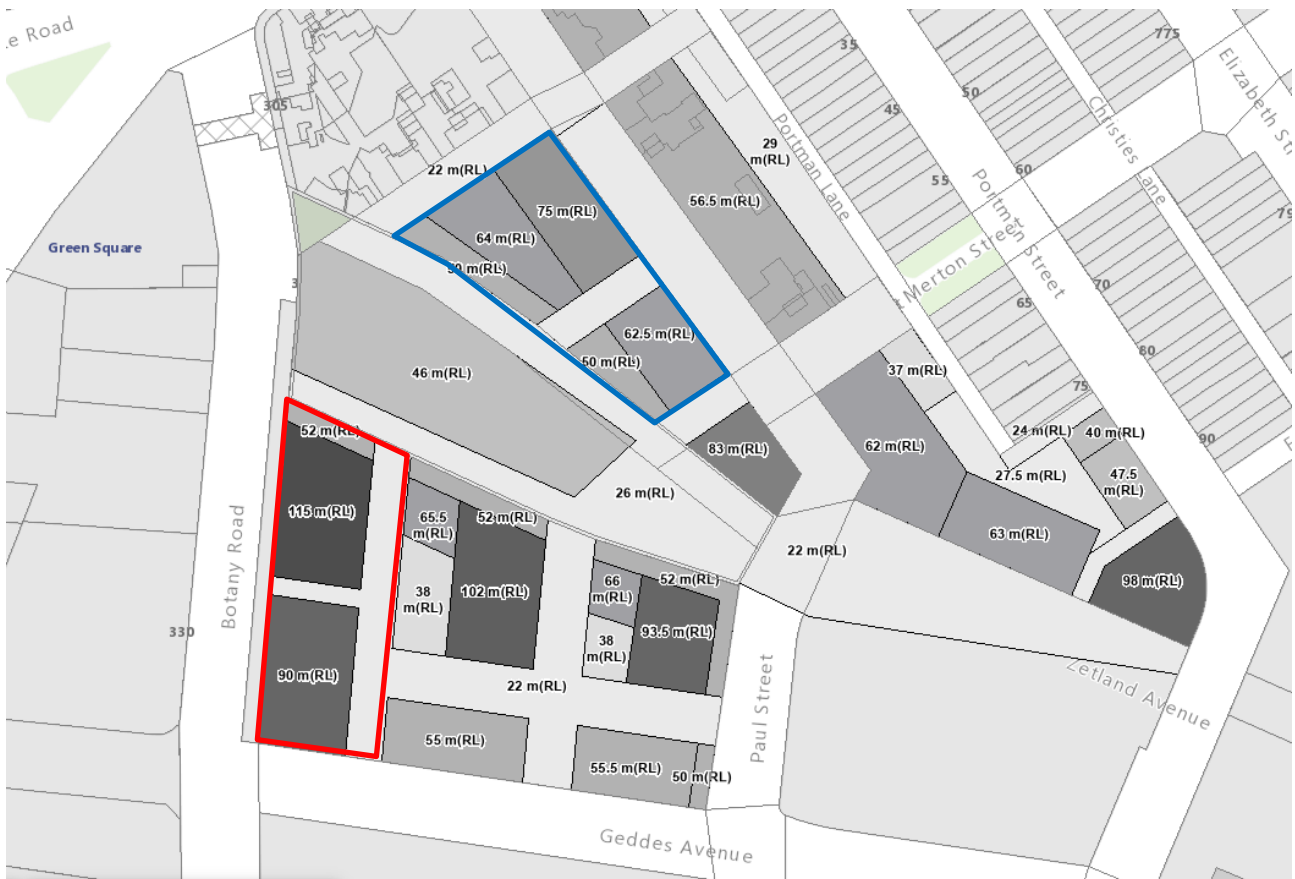 le Road
775
35
Elizabeth Str
50
305
45
Christies Lane
Portman Lane
29
m(RL)
22 m(RL)
60
55
Portman Street
56.5 m(RL)
79
75 m(RL)
64 m(RL)
Green Square
Merton Street
50 m(RL)
70
65
62.5 m(RL)
80
50 m(RL)
37 m(RL)
46 m(RL)
75
24 m(RL)
40 m(RL)
90
52 m(RL)
83 m(RL)
62 m(RL)
27.5 m(RL)
47.5
m(RL)
26 m(RL)
115 m(RL)
65.5
m(RL)
52 m(RL)
63 m(RL)
22 m(RL)
Botany Road
66
m(RL)
52 m(RL)
98 m(RL)
38
m(RL)
102 m(RL)
330
93.5 m(RL)
38
m(RL)
90 m(RL)
22 m(RL)
Paul Street
Zetland Avenue
55 m(RL)
55.5 m(RL)
50 m(RL)
Geddes Avenue